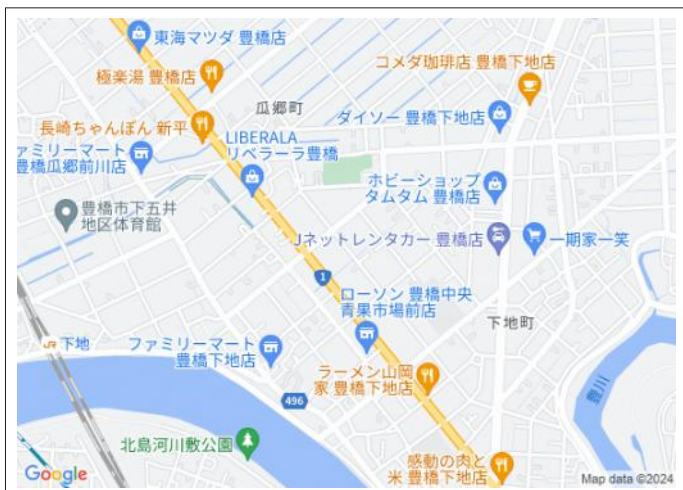 東海マツダ 豊橋店
極楽湯 豊橋店
瓜郷町
コメダ珈琲店 豊橋下地店
ダイソー 豊橋下地店
長崎ちゃんぽん 新平
LIBERALA
リベラーラ豊橋
ァミリーマート
豊橋瓜郷前川店
ホビーショップ
タムタム 豊橋店
豊橋市下五井
地区体育館
Jネットレンタカー 豊橋店
一期家一笑
1
ローソン 豊橋中央
青果市場前店
下地町
下地
ファミリーマート
豊橋下地店
ラーメン山岡
家 豊橋下地店
豊川
496
北島河川敷公園
感動の肉と
米 豊橋下地店
Google
Map data ©2024